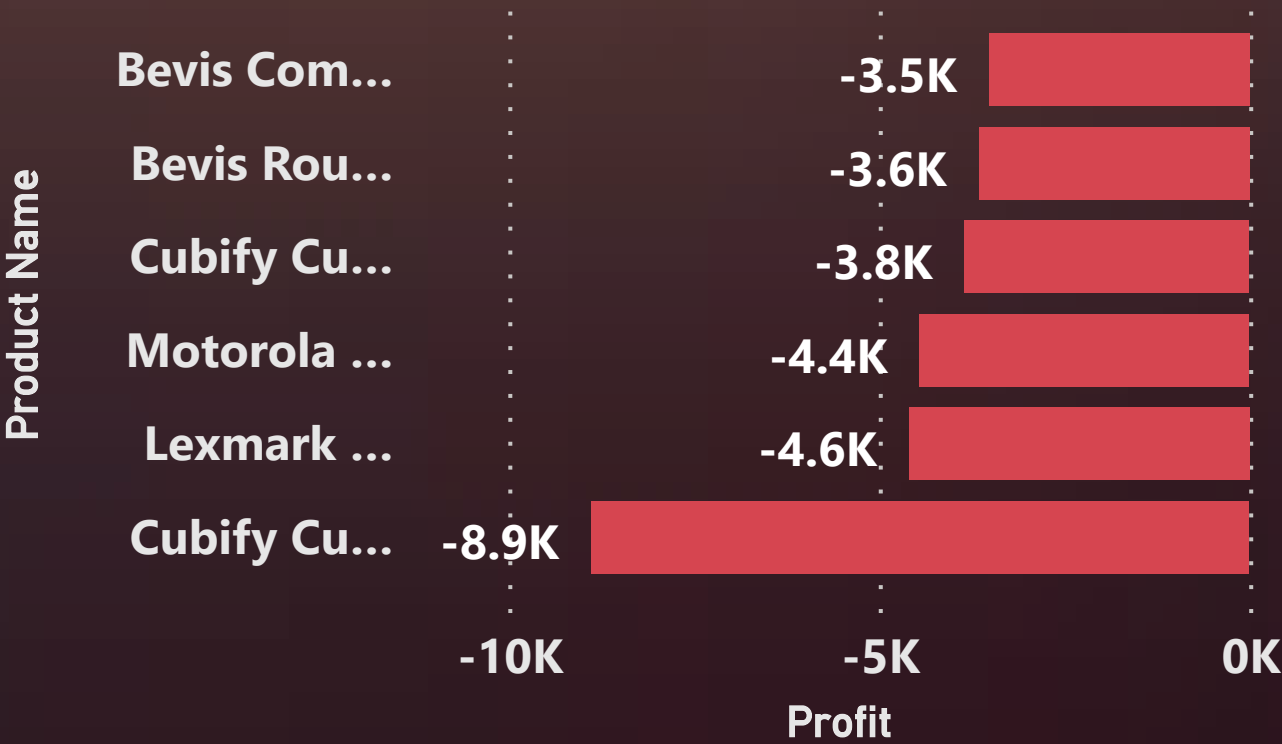 Product Name
Bevis Com...
-3.5K
Bevis Rou...
-3.6K
Cubify Cu...
-3.8K
Motorola ...
-4.4K
Lexmark ...
-4.6K
Cubify Cu...
-8.9K
-10K
-5K
0K
Profit